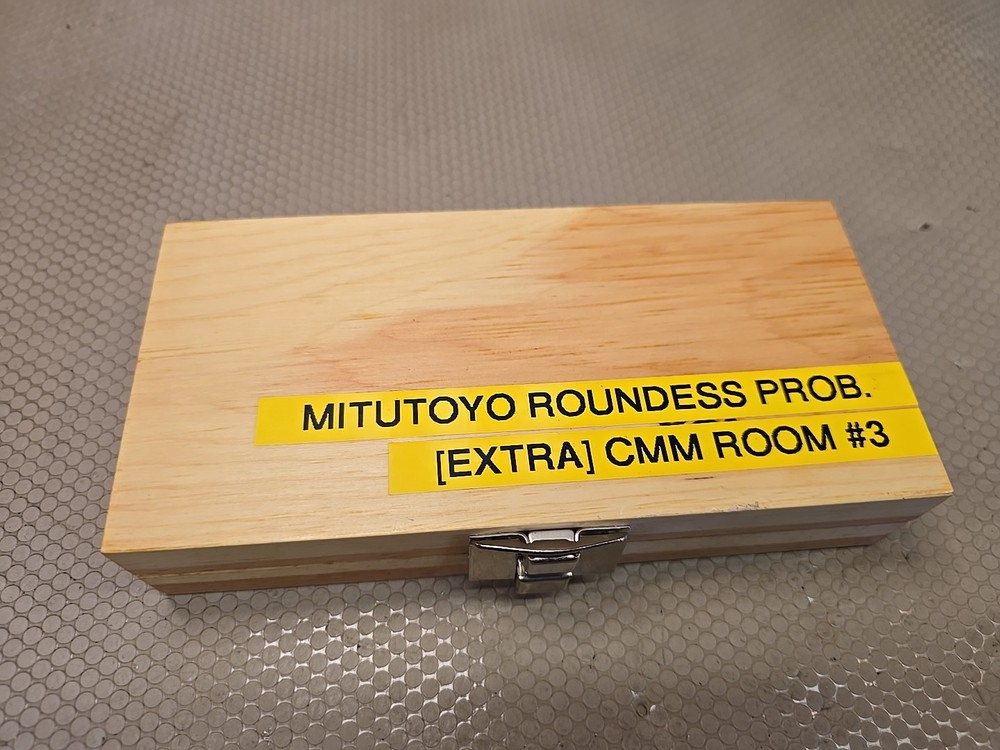 MITUTOYO ROUNDESS PROB.
[EXTRA] CMM ROOM #3